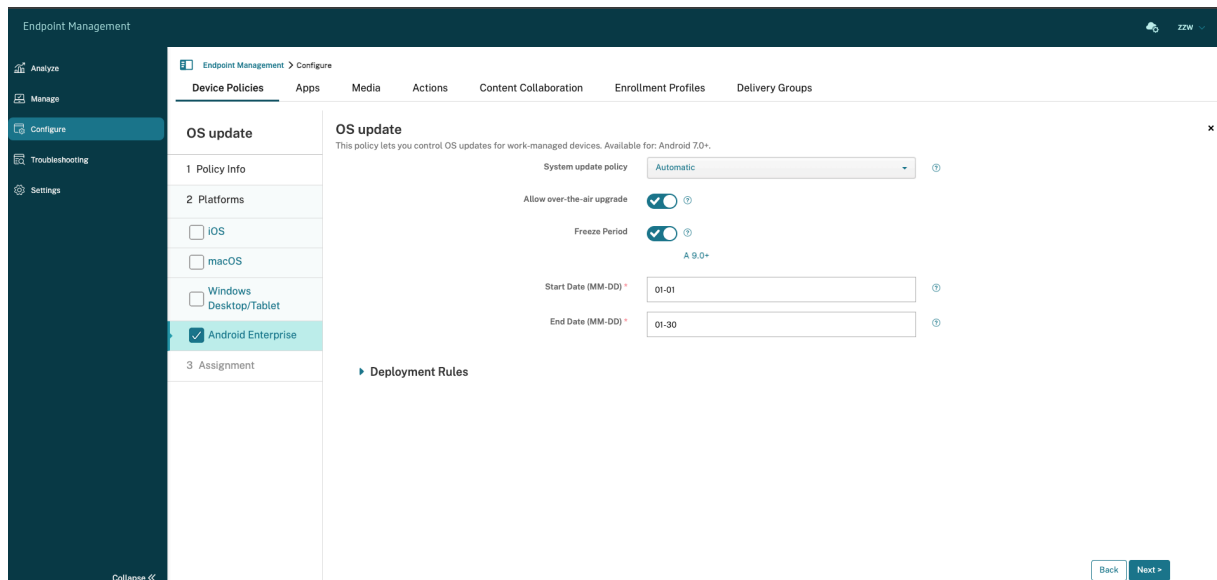 Endpoint Management
zzw
Analyze
Manage
Configure
Troubleshooting
Settings
Collapse
Endpoint Management > Configure
Device Policies Apps Media Actions Content Collaboration Enrollment Profiles Delivery Groups
OS update
1 Policy Info
2 Platforms
iOS
macOS
Windows
Desktop/Tablet
Android Enterprise
3 Assignment
OS update
This policy lets you control OS updates for work-managed devices. Available for: Android 7.0+.
System update policy Automatic
Allow over-the-air upgrade
Freeze Period
A 9.0+
Start Date (MM-DD) * 01-01
End Date (MM-DD) * 01-30
Deployment Rules
Back Next >